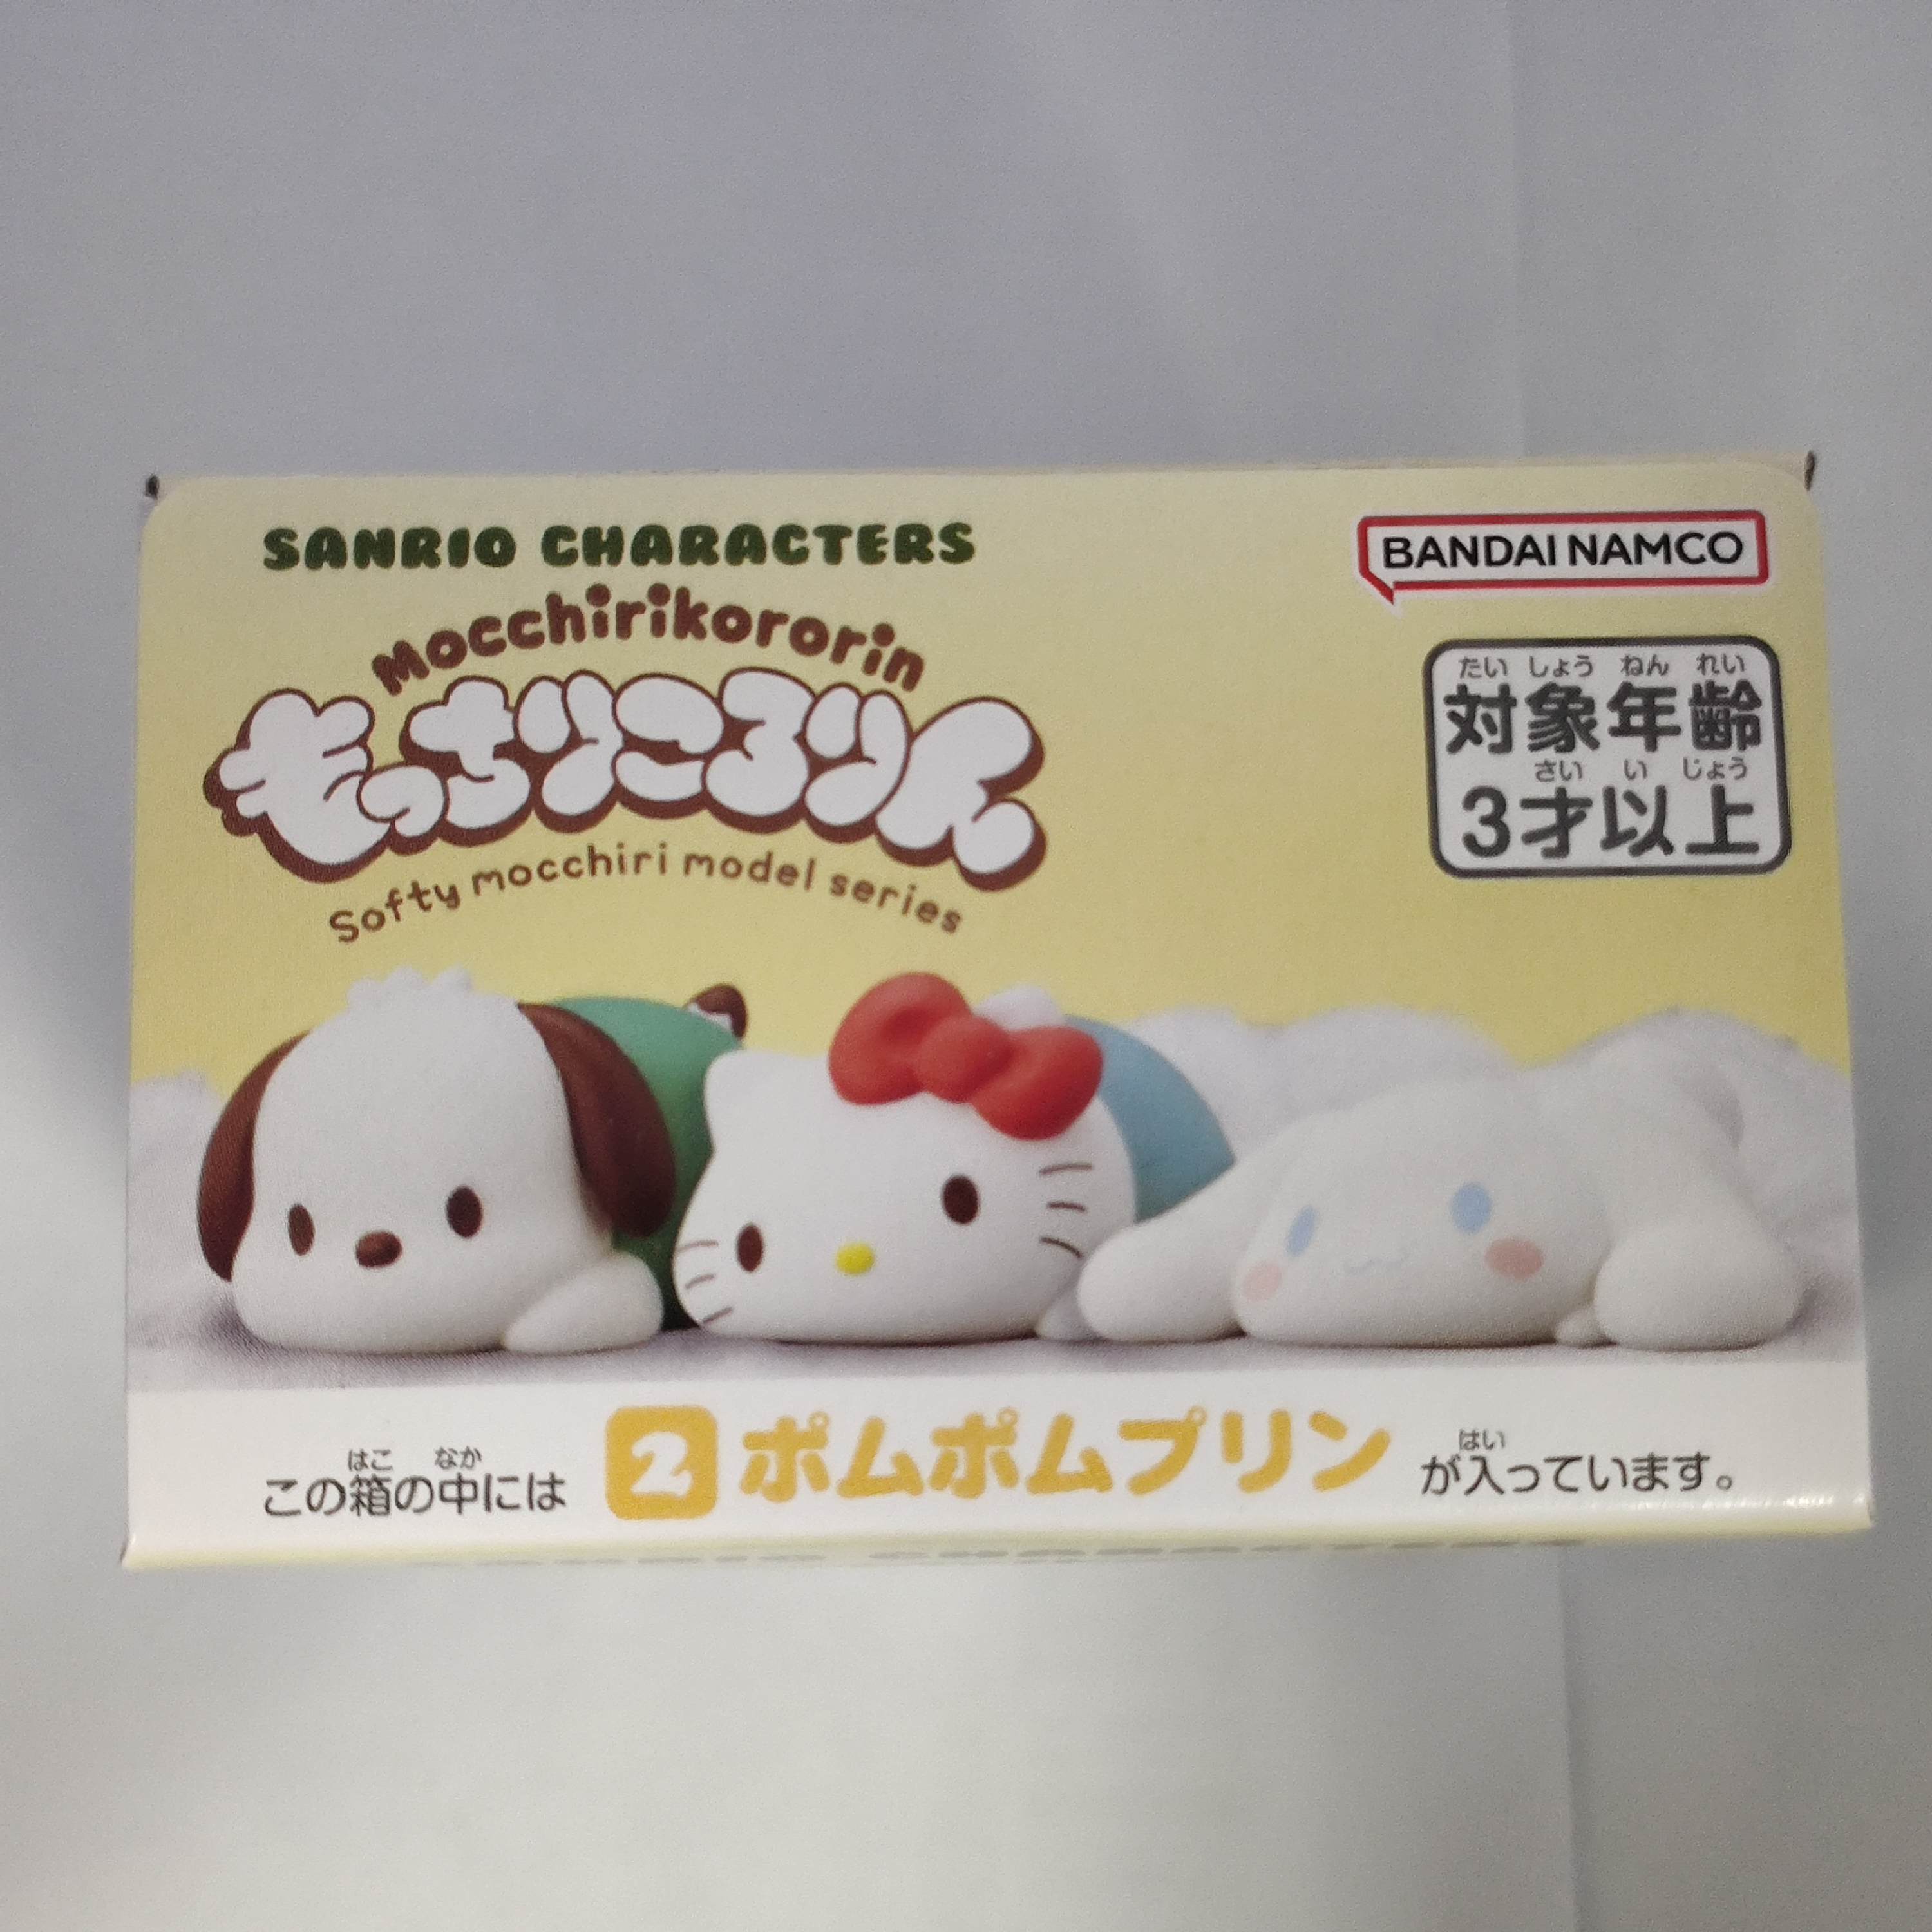 SANRIO CHARACTERS
BANDAI NAMCO
Mocchirikororin
もっちりころりん
Softy mocchiri model series
たいしょうねんれい
対象年齢
さいいじょう
3才以上
はこ なか
この箱の中には
2 ポムポムプリン
はい
が入っています。